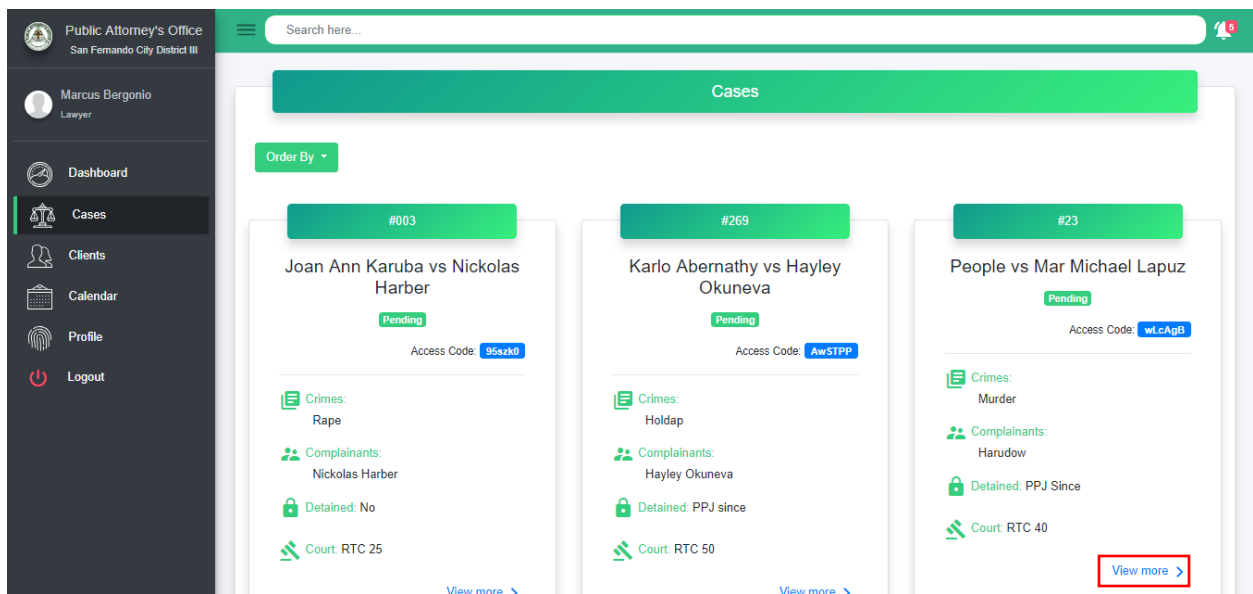 Public Attorney's Office
San Fernando City District III
Search here...
5
Marcus Bergonio
Lawyer
Dashboard
Cases
Clients
Calendar
Profile
Logout
Cases
Order By
#003
Joan Ann Karuba vs Nickolas
Harber
Pending
Access Code: 95szk0
Crimes:
Rape
Complainants:
Nickolas Harber
Detained: No
Court: RTC 25
View more
#269
Karlo Abernathy vs Hayley
Okuneva
Pending
Access Code: AwSTPP
Crimes:
Holdap
Complainants:
Hayley Okuneva
Detained: PPJ since
Court: RTC 50
View more
#23
People vs Mar Michael Lapuz
Pending
Access Code: wLcAgB
Crimes:
Murder
Complainants:
Harudow
Detained: PPJ Since
Court: RTC 40
View more